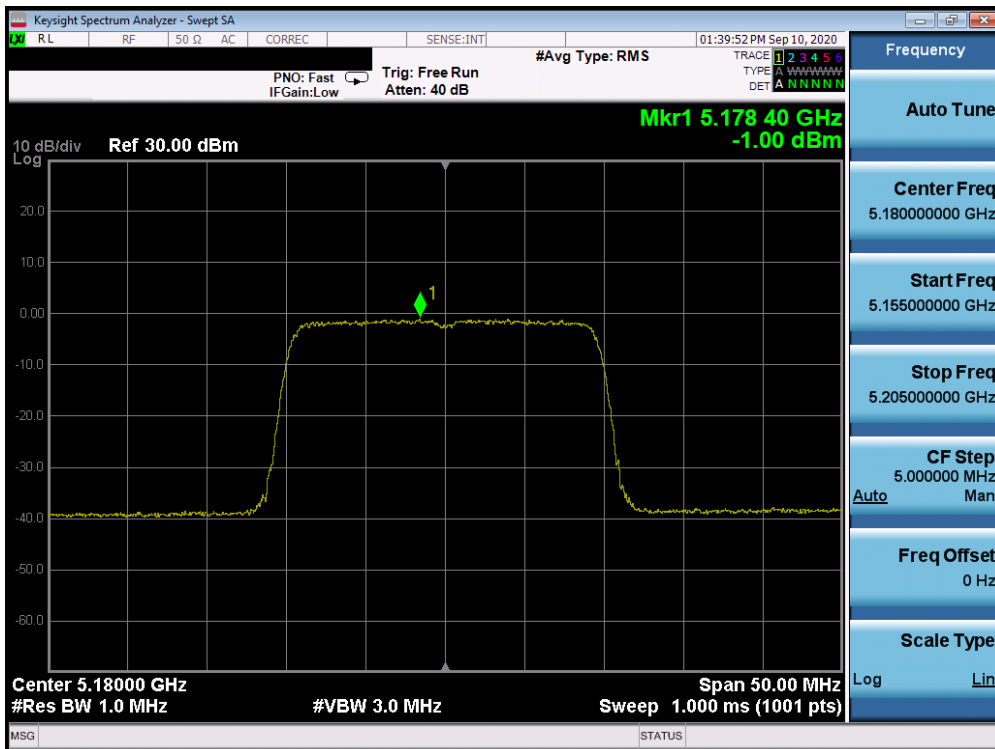 Keysight Spectrum Analyzer - Swept SA
LXI RL RF 50 Ω AC CORREC SENSE:INT 01:39:52 PM Sep 10, 2020
#Avg Type: RMS
TRACE 1 2 3 4 5 6
PNO: Fast Trig: Free Run TYPE A WWWWW
IFGain:Low Atten: 40 dB DET A N N N N N
Mkr1 5.178 40 GHz
-1.00 dBm
10 dB/div Ref 30.00 dBm
Log
20.0
10.0
1
0.00
-10.0
-20.0
-30.0
-40.0
-50.0
-60.0
Center 5.18000 GHz Span 50.00 MHz
#Res BW 1.0 MHz #VBW 3.0 MHz Sweep 1.000 ms (1001 pts)
MSG STATUS
Frequency
Auto Tune
Center Freq
5.180000000 GHz
Start Freq
5.155000000 GHz
Stop Freq
5.205000000 GHz
CF Step
5.000000 MHz
Auto Man
Freq Offset
0 Hz
Scale Type
Log Lin